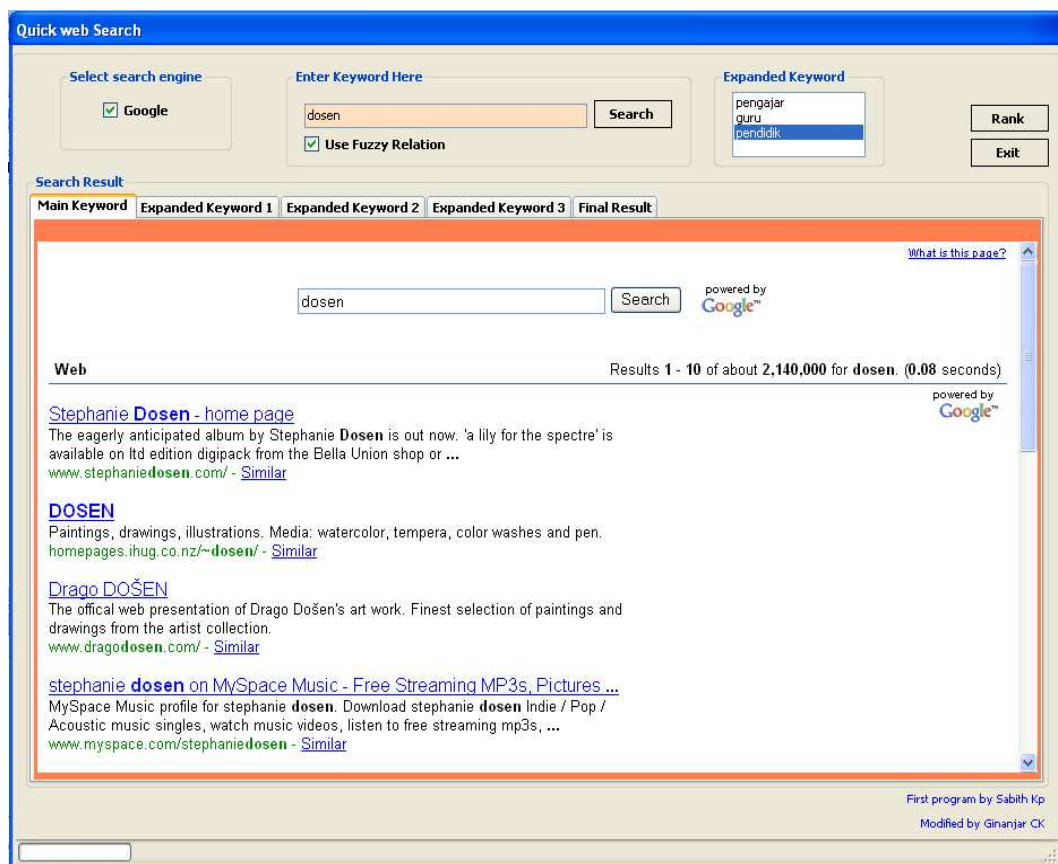 Quick web Search
Select search engine
Google
Enter Keyword Here
dosen
Search
Use Fuzzy Relation
Expanded Keyword
pengajar
guru
pendidik
Rank
Exit
Search Result
Main Keyword Expanded Keyword 1 Expanded Keyword 2 Expanded Keyword 3 Final Result
What is this page?
dosen Search powered by Google™
Web Results 1 - 10 of about 2,140,000 for dosen. (0.08 seconds)
powered by Google™
Stephanie Dosen - home page
The eagerly anticipated album by Stephanie Dosen is out now. 'a lily for the spectre' is
available on ltd edition digipack from the Bella Union shop or ...
www.stephaniedosen.com/ - Similar
DOSEN
Paintings, drawings, illustrations. Media: watercolor, tempera, color washes and pen.
homepages.ihug.co.nz/~dosen/ - Similar
Drago DOŠEN
The offical web presentation of Drago Došen's art work. Finest selection of paintings and
drawings from the artist collection.
www.dragodosen.com/ - Similar
stephanie dosen on MySpace Music - Free Streaming MP3s, Pictures ...
MySpace Music profile for stephanie dosen. Download stephanie dosen Indie / Pop /
Acoustic music singles, watch music videos, listen to free streaming mp3s, ...
www.myspace.com/stephaniedosen - Similar
First program by Sabith Kp
Modified by Ginanjar CK